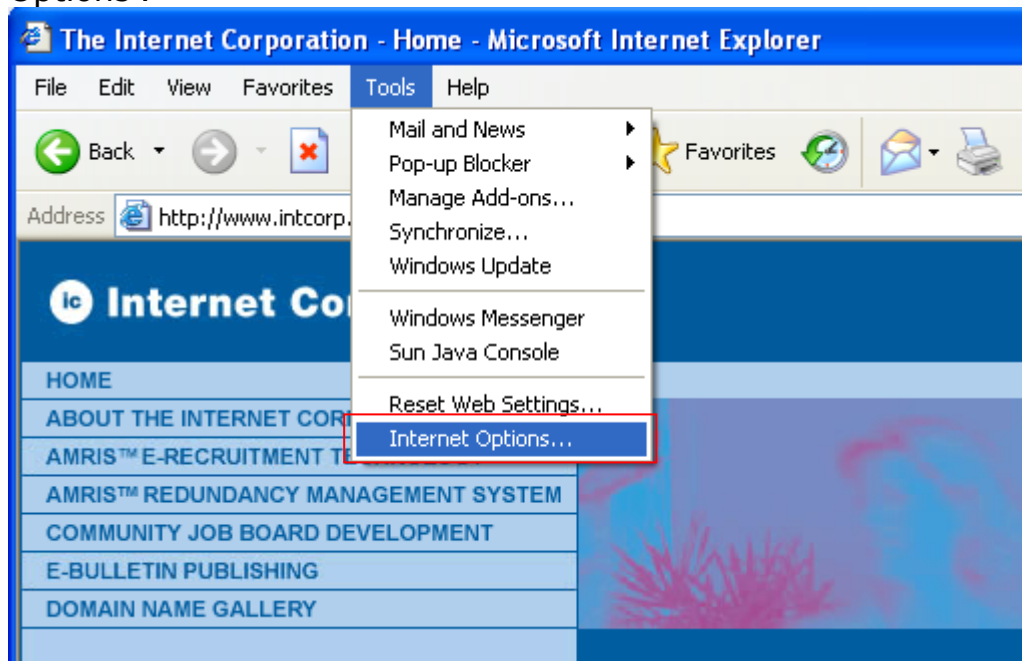 The Internet Corporation - Home - Microsoft Internet Explorer
File Edit View Favorites Tools Help
Back Favorites
Mail and News
Pop-up Blocker
Manage Add-ons...
Synchronize...
Windows Update
Windows Messenger
Sun Java Console
Reset Web Settings...
Internet Options...
Address http://www.intcorp.
ic Internet Co
HOME
ABOUT THE INTERNET COR
AMRIS™ E-RECRUITMENT
AMRIS™ REDUNDANCY MANAGEMENT SYSTEM
COMMUNITY JOB BOARD DEVELOPMENT
E-BULLETIN PUBLISHING
DOMAIN NAME GALLERY